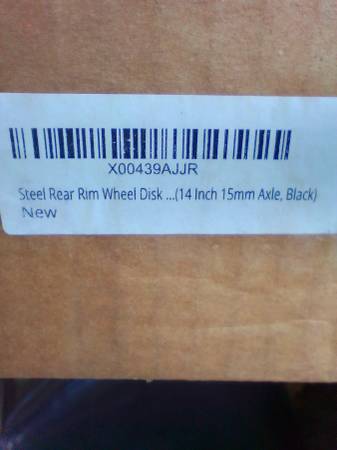 X00439AJJR
Steel Rear Rim Wheel Disk ...(14 Inch 15mm Axle, Black)
New